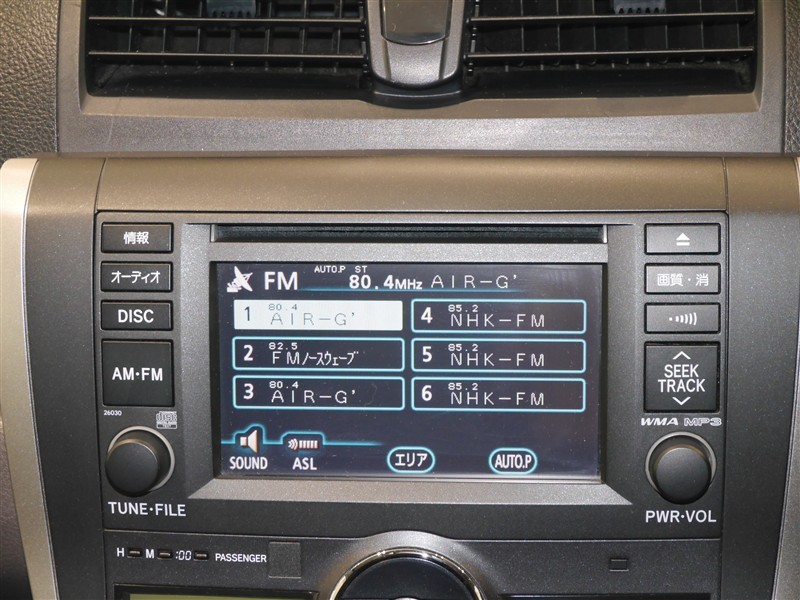 情報
オーディオ
DISC
AM・FM
26030
TUNE・FILE
AUTO.P ST
FM 80.4MHz AIR-G'
80.4
1 AIR-G'
82.5
2 FMノースウェーブ
80.4
3 AIR-G'
85.2
4 NHK-FM
85.2
5 NHK-FM
85.2
6 NHK-FM
SOUND
ASL
エリア
AUTO.P
画質・消
SEEK
TRACK
WMA MP3
PWR・VOL
H M :00 PASSENGER